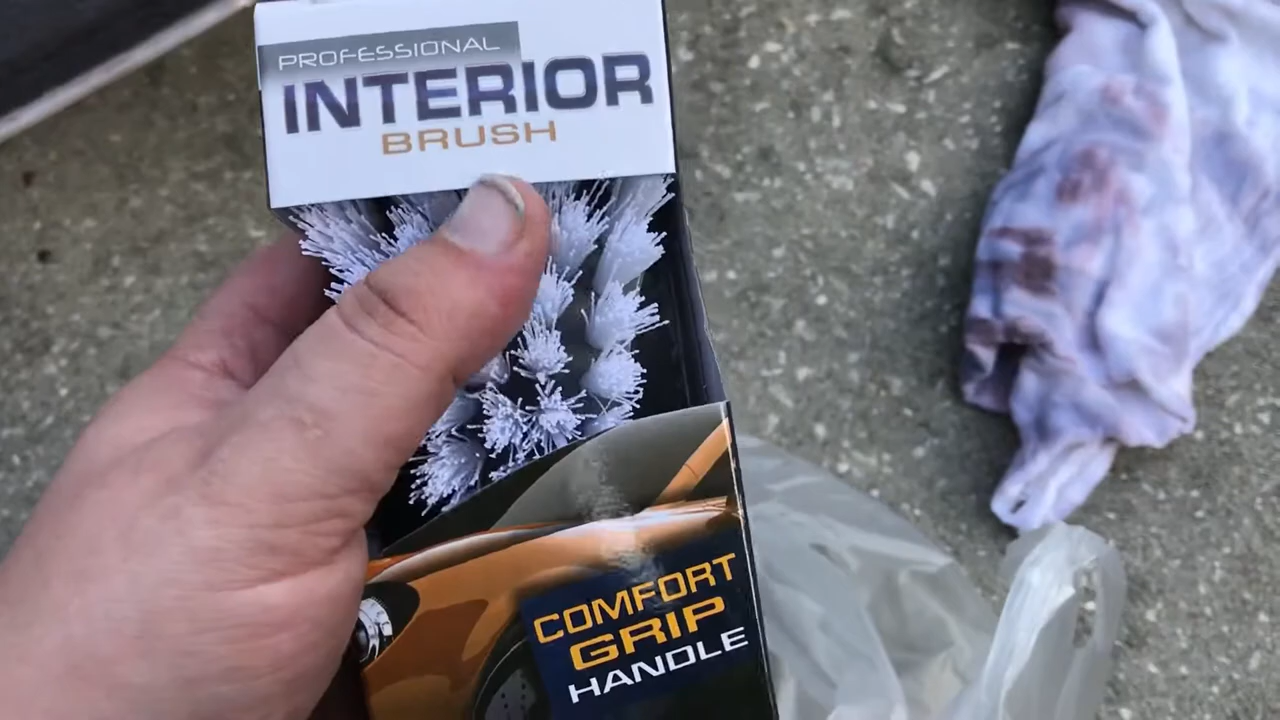 PROFESSIONAL
INTERIOR
BRUSH
COMFORT
GRIP
HANDLE